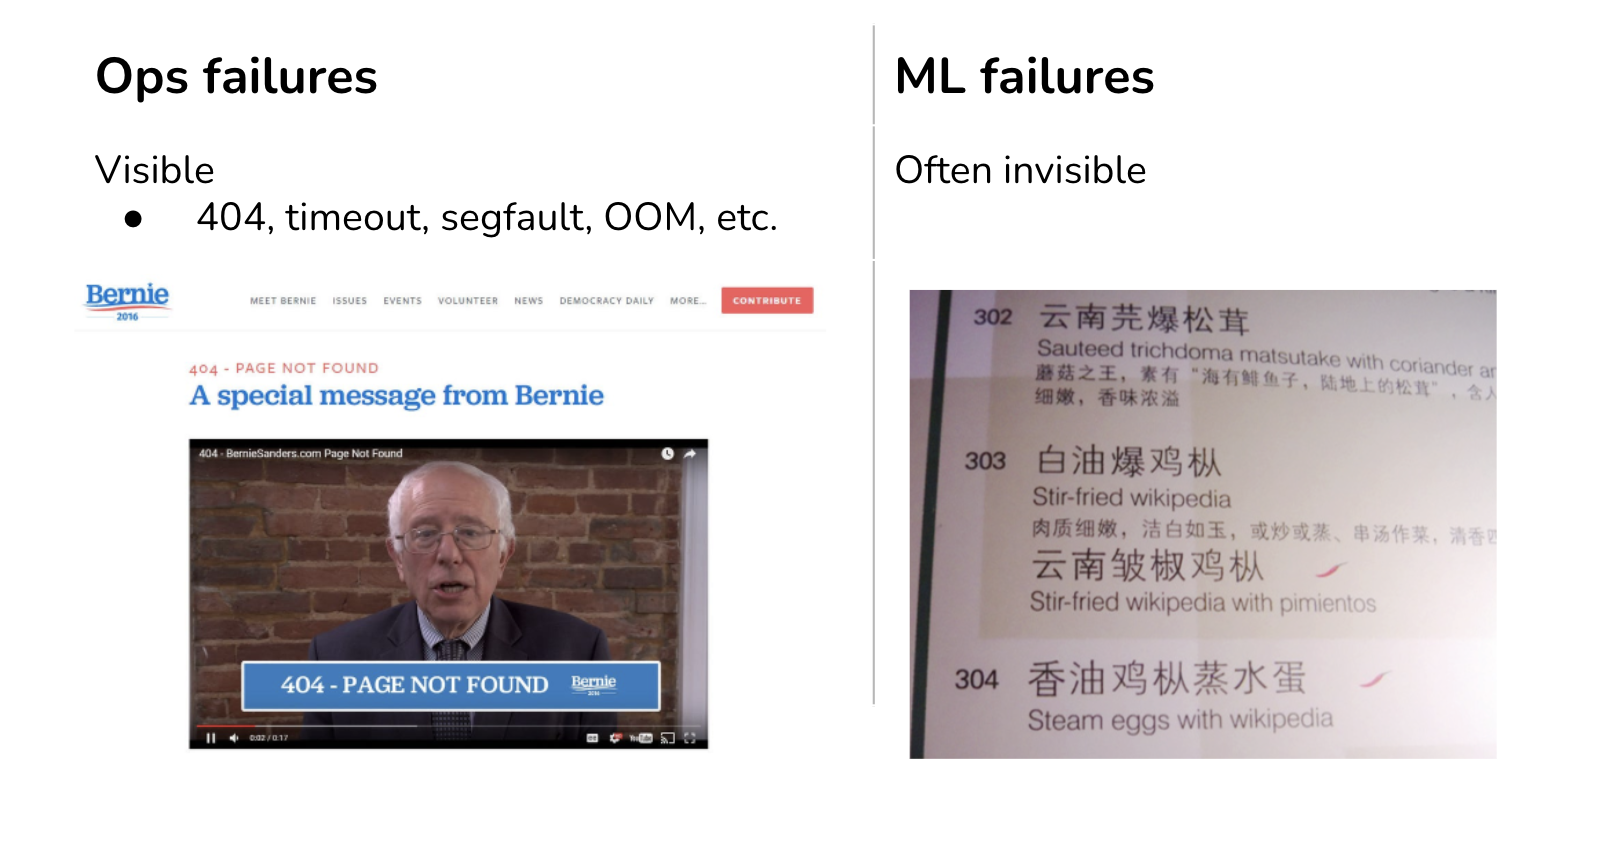 Ops failures
Visible
● 404, timeout, segfault, OOM, etc.
Bernie
2016
MEET BERNIE ISSUES EVENTS VOLUNTEER NEWS DEMOCRACY DAILY MORE... CONTRIBUTE
404 - PAGE NOT FOUND
A special message from Bernie
404 - BernieSanders.com Page Not Found
404 - PAGE NOT FOUND Bernie
0:02 / 0:17
YouTube
ML failures
Often invisible
302 云南芫爆松茸
Sauteed trichdoma matsutake with coriander
蘑菇之王，素有“海有鲱鱼子，陆地上的松茸”，含
细嫩，香味浓溢
303 白油爆鸡枞
Stir-fried wikipedia
肉质细嫩，洁白如玉，或炒或蒸、串汤作菜，清香
云南皱椒鸡枞
Stir-fried wikipedia with pimientos
304 香油鸡枞蒸水蛋
Steam eggs with wikipedia